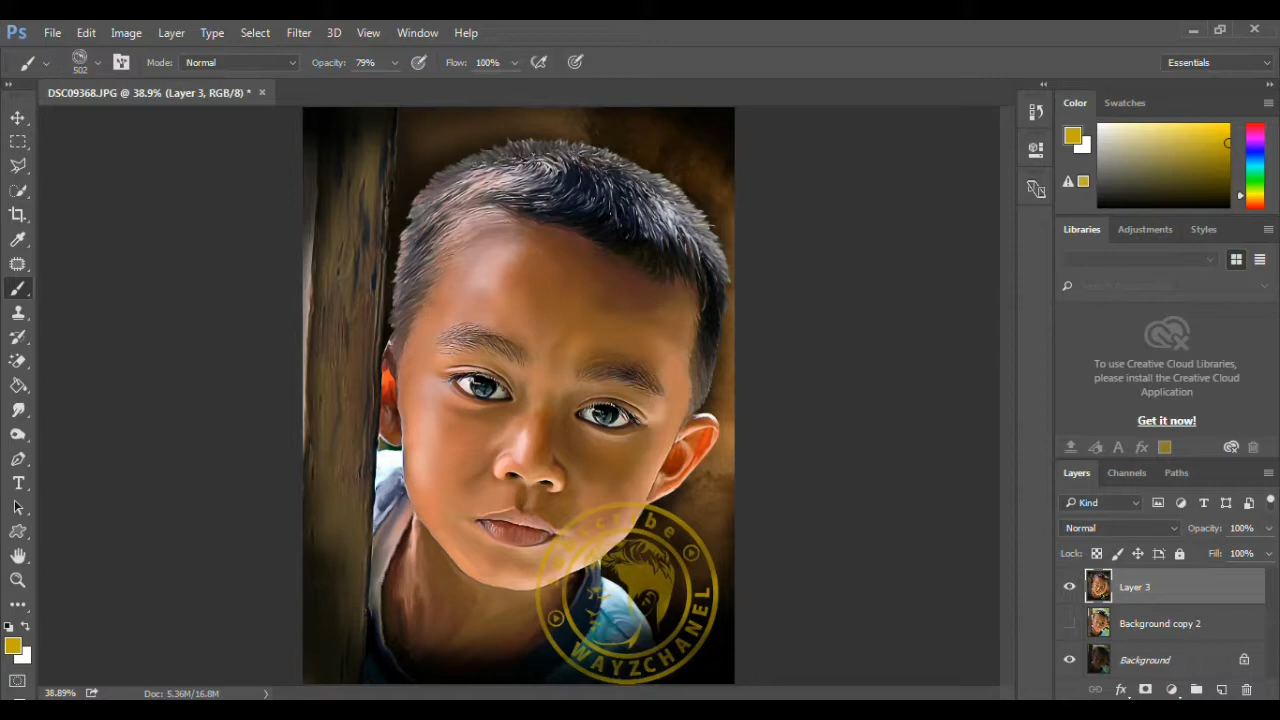 Ps File Edit Image Layer Type Select Filter 3D View Window Help
502 Mode: Normal Opacity: 79% Flow: 100% Essentials
DSC09368.JPG @ 38.9% (Layer 3, RGB/8) *
Color Swatches
Libraries Adjustments Styles
To use Creative Cloud Libraries,
please install the Creative Cloud
Application
Get it now!
Layers Channels Paths
Kind
Normal Opacity: 100%
Lock: Fill: 100%
Layer 3
Background copy 2
Background
WAYZCHANEL
38.89% Doc: 5.36M/16.8M